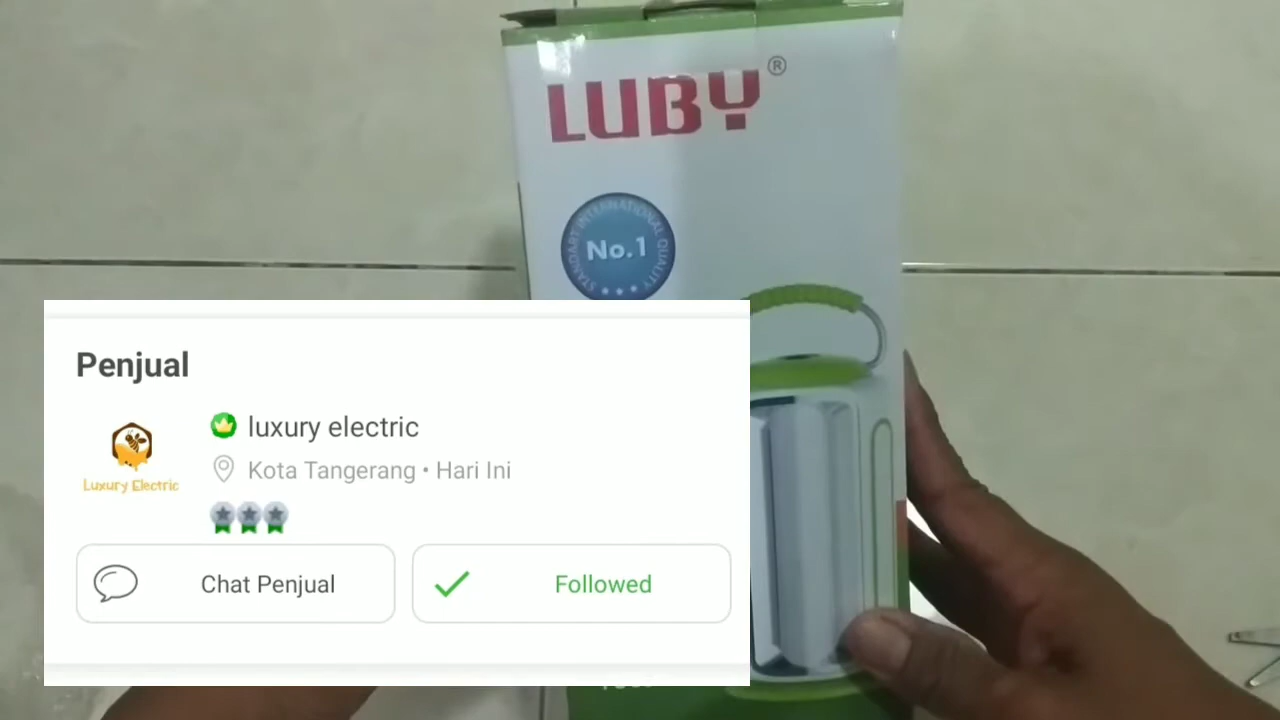 LUBY®
STANDART INTERNATIONAL QUALITY
No.1
Penjual
luxury electric
Luxury Electric
Kota Tangerang • Hari Ini
Chat Penjual
Followed